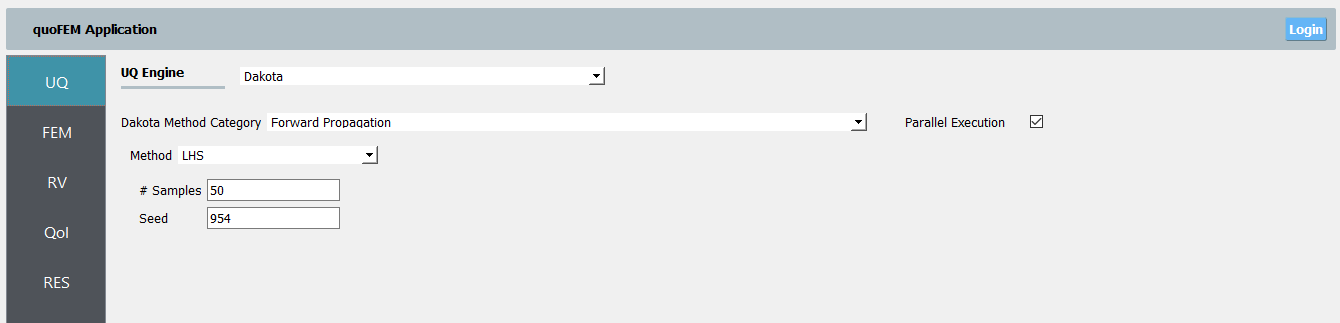 quoFEM Application
Login
UQ
FEM
RV
QoI
RES
UQ Engine
Dakota
Dakota Method Category
Forward Propagation
Parallel Execution
Method
LHS
# Samples
50
Seed
954